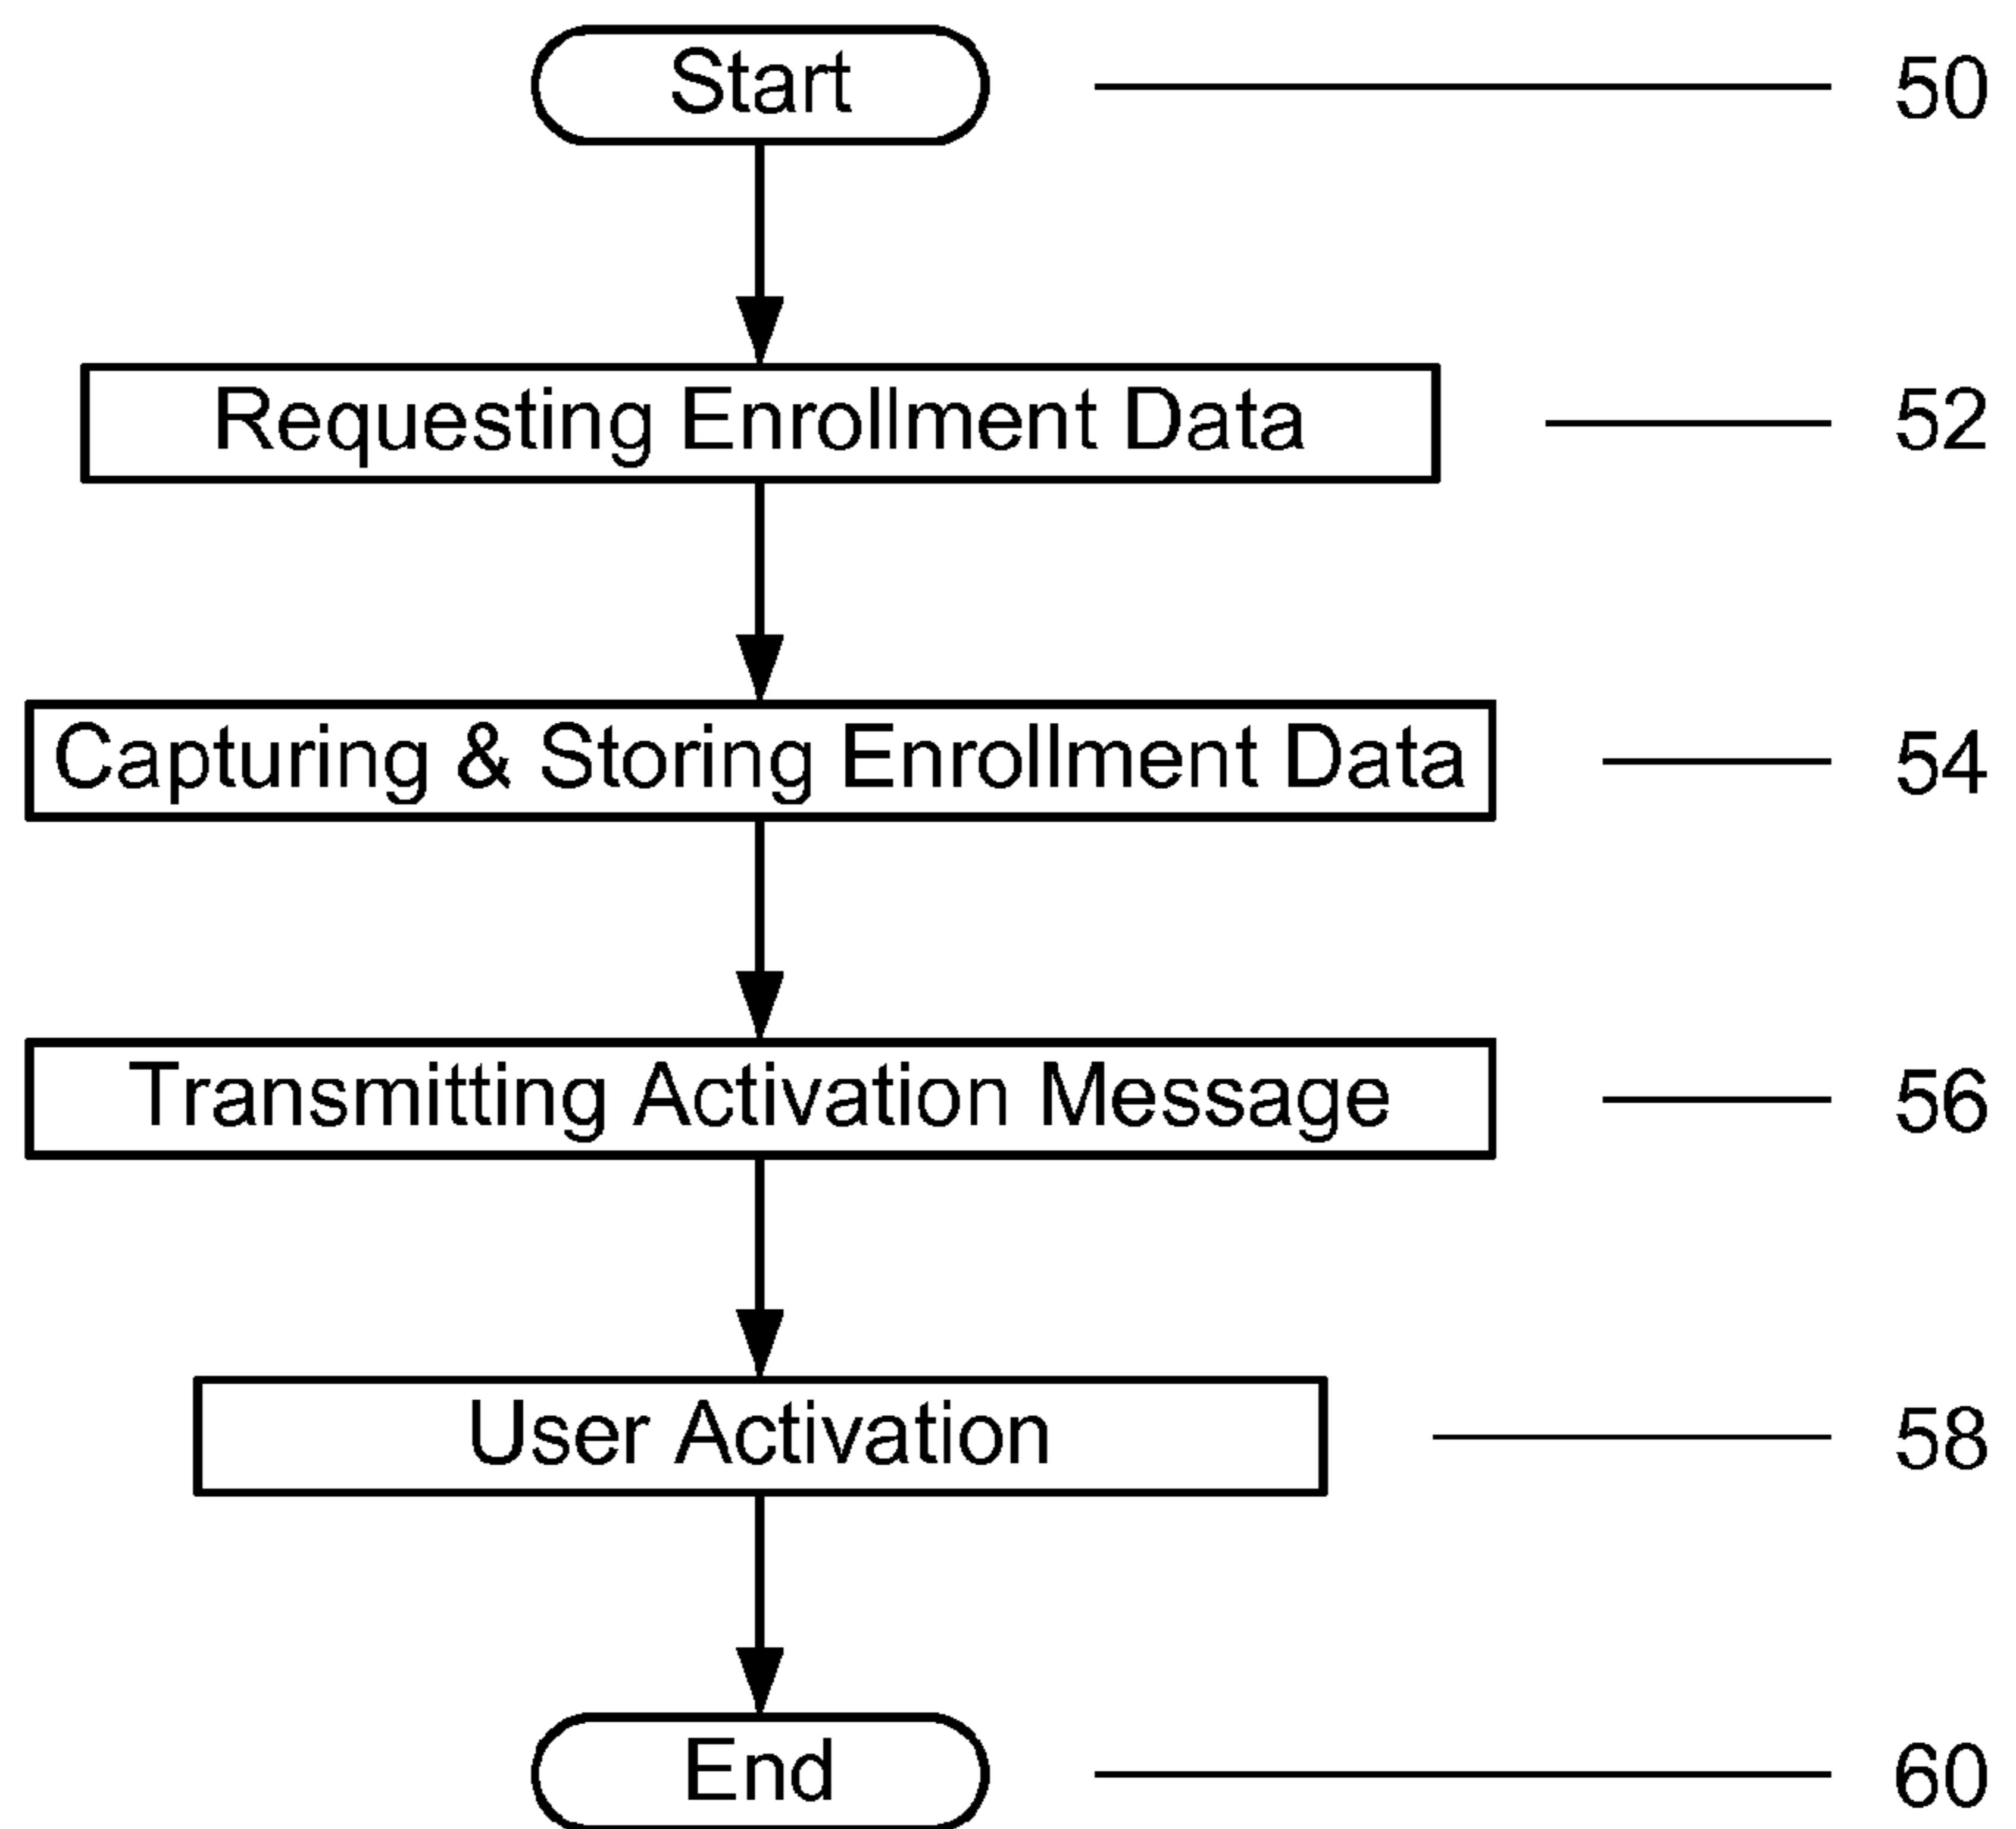 Start 50
Requesting Enrollment Data 52
Capturing & Storing Enrollment Data 54
Transmitting Activation Message 56
User Activation 58
End 60